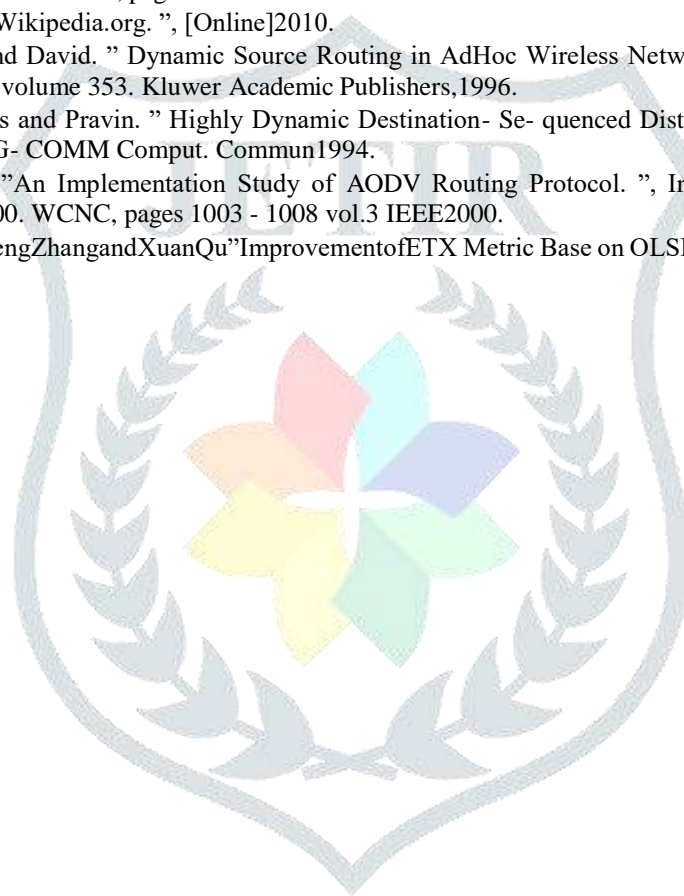 Wikipedia.org. ”, [Online]2010.
nd David. ” Dynamic Source Routing in AdHoc Wireless Netw
volume 353. Kluwer Academic Publishers,1996.
s and Pravin. ” Highly Dynamic Destination- Se- quenced Dist
G- COMM Comput. Commun1994.
”An Implementation Study of AODV Routing Protocol. ”, In
00. WCNC, pages 1003 - 1008 vol.3 IEEE2000.
engZhangandXuanQu”ImprovementofETX Metric Base on OLS
JETIR